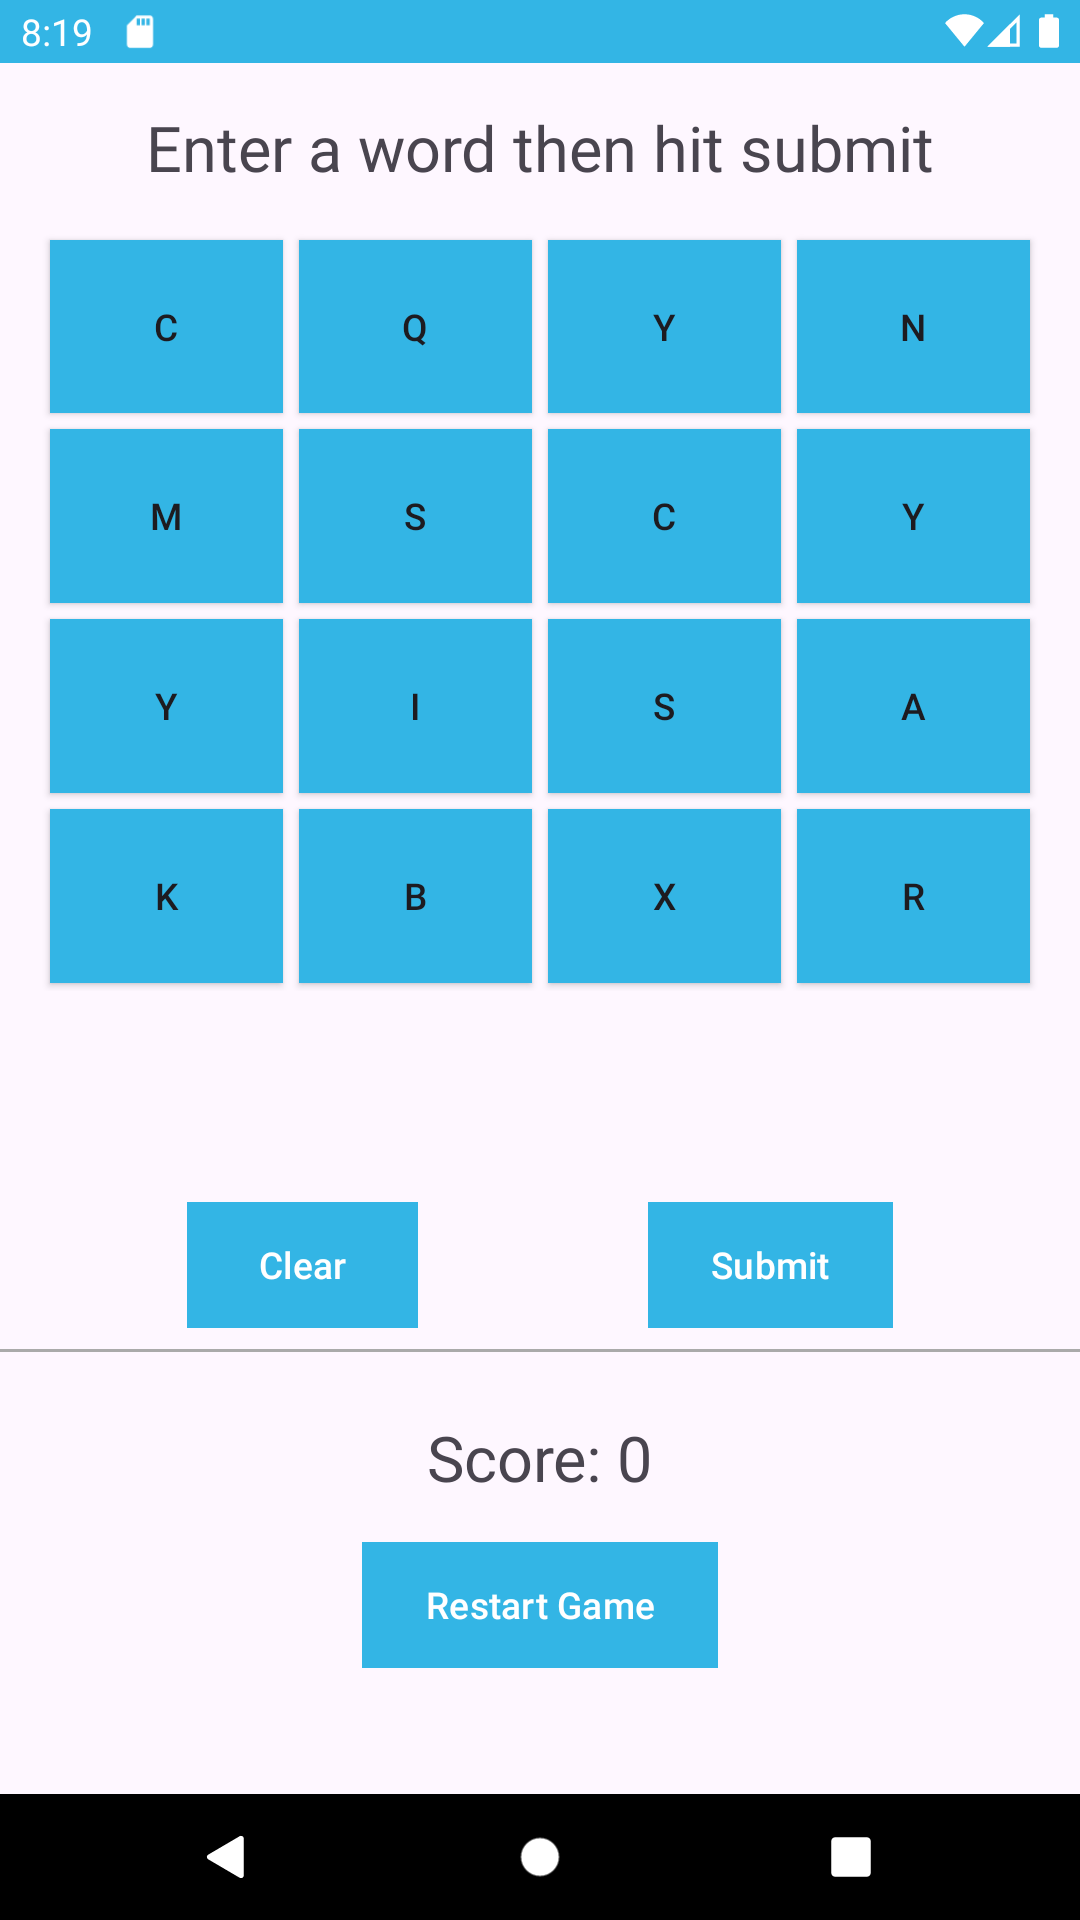 8:19
Enter a word then hit submit
C Q Y N
M S C Y
Y I S A
K B X R
Clear Submit
Score: 0
Restart Game